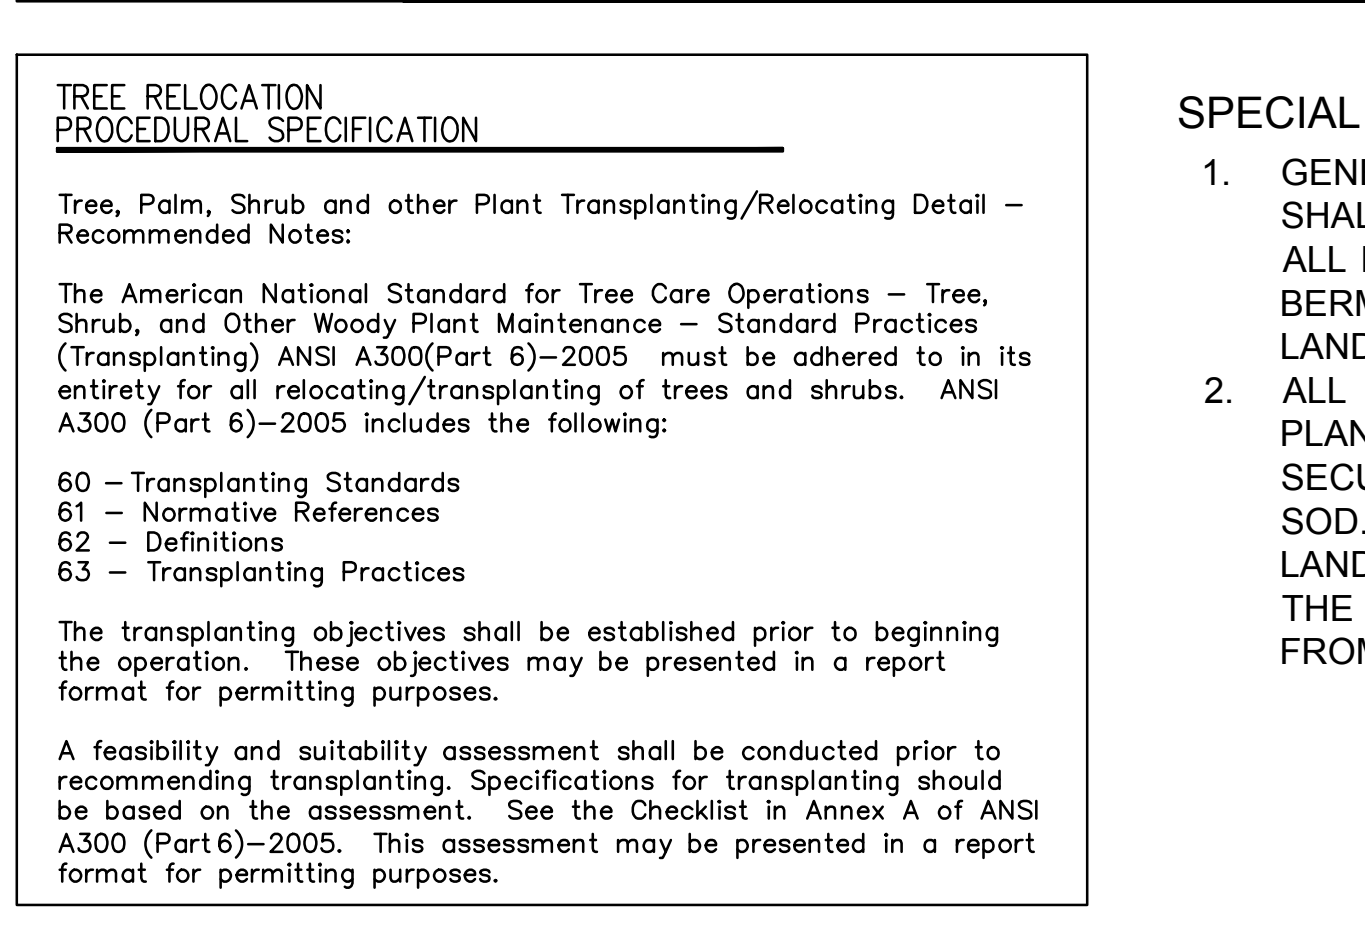 TREE RELOCATION
PROCEDURAL SPECIFICATION
Tree, Palm, Shrub and other Plant Transplanting/Relocating Detail –
Recommended Notes:
The American National Standard for Tree Care Operations – Tree,
Shrub, and Other Woody Plant Maintenance – Standard Practices
(Transplanting) ANSI A300(Part 6)–2005 must be adhered to in its
entirety for all relocating/transplanting of trees and shrubs. ANSI
A300 (Part 6)–2005 includes the following:
60 – Transplanting Standards
61 – Normative References
62 – Definitions
63 – Transplanting Practices
The transplanting objectives shall be established prior to beginning
the operation. These objectives may be presented in a report
format for permitting purposes.
A feasibility and suitability assessment shall be conducted prior to
recommending transplanting. Specifications for transplanting should
be based on the assessment. See the Checklist in Annex A of ANSI
A300 (Part 6)–2005. This assessment may be presented in a report
format for permitting purposes.
SPECIAL
1.
ALL
2. ALL
SOD.
THE